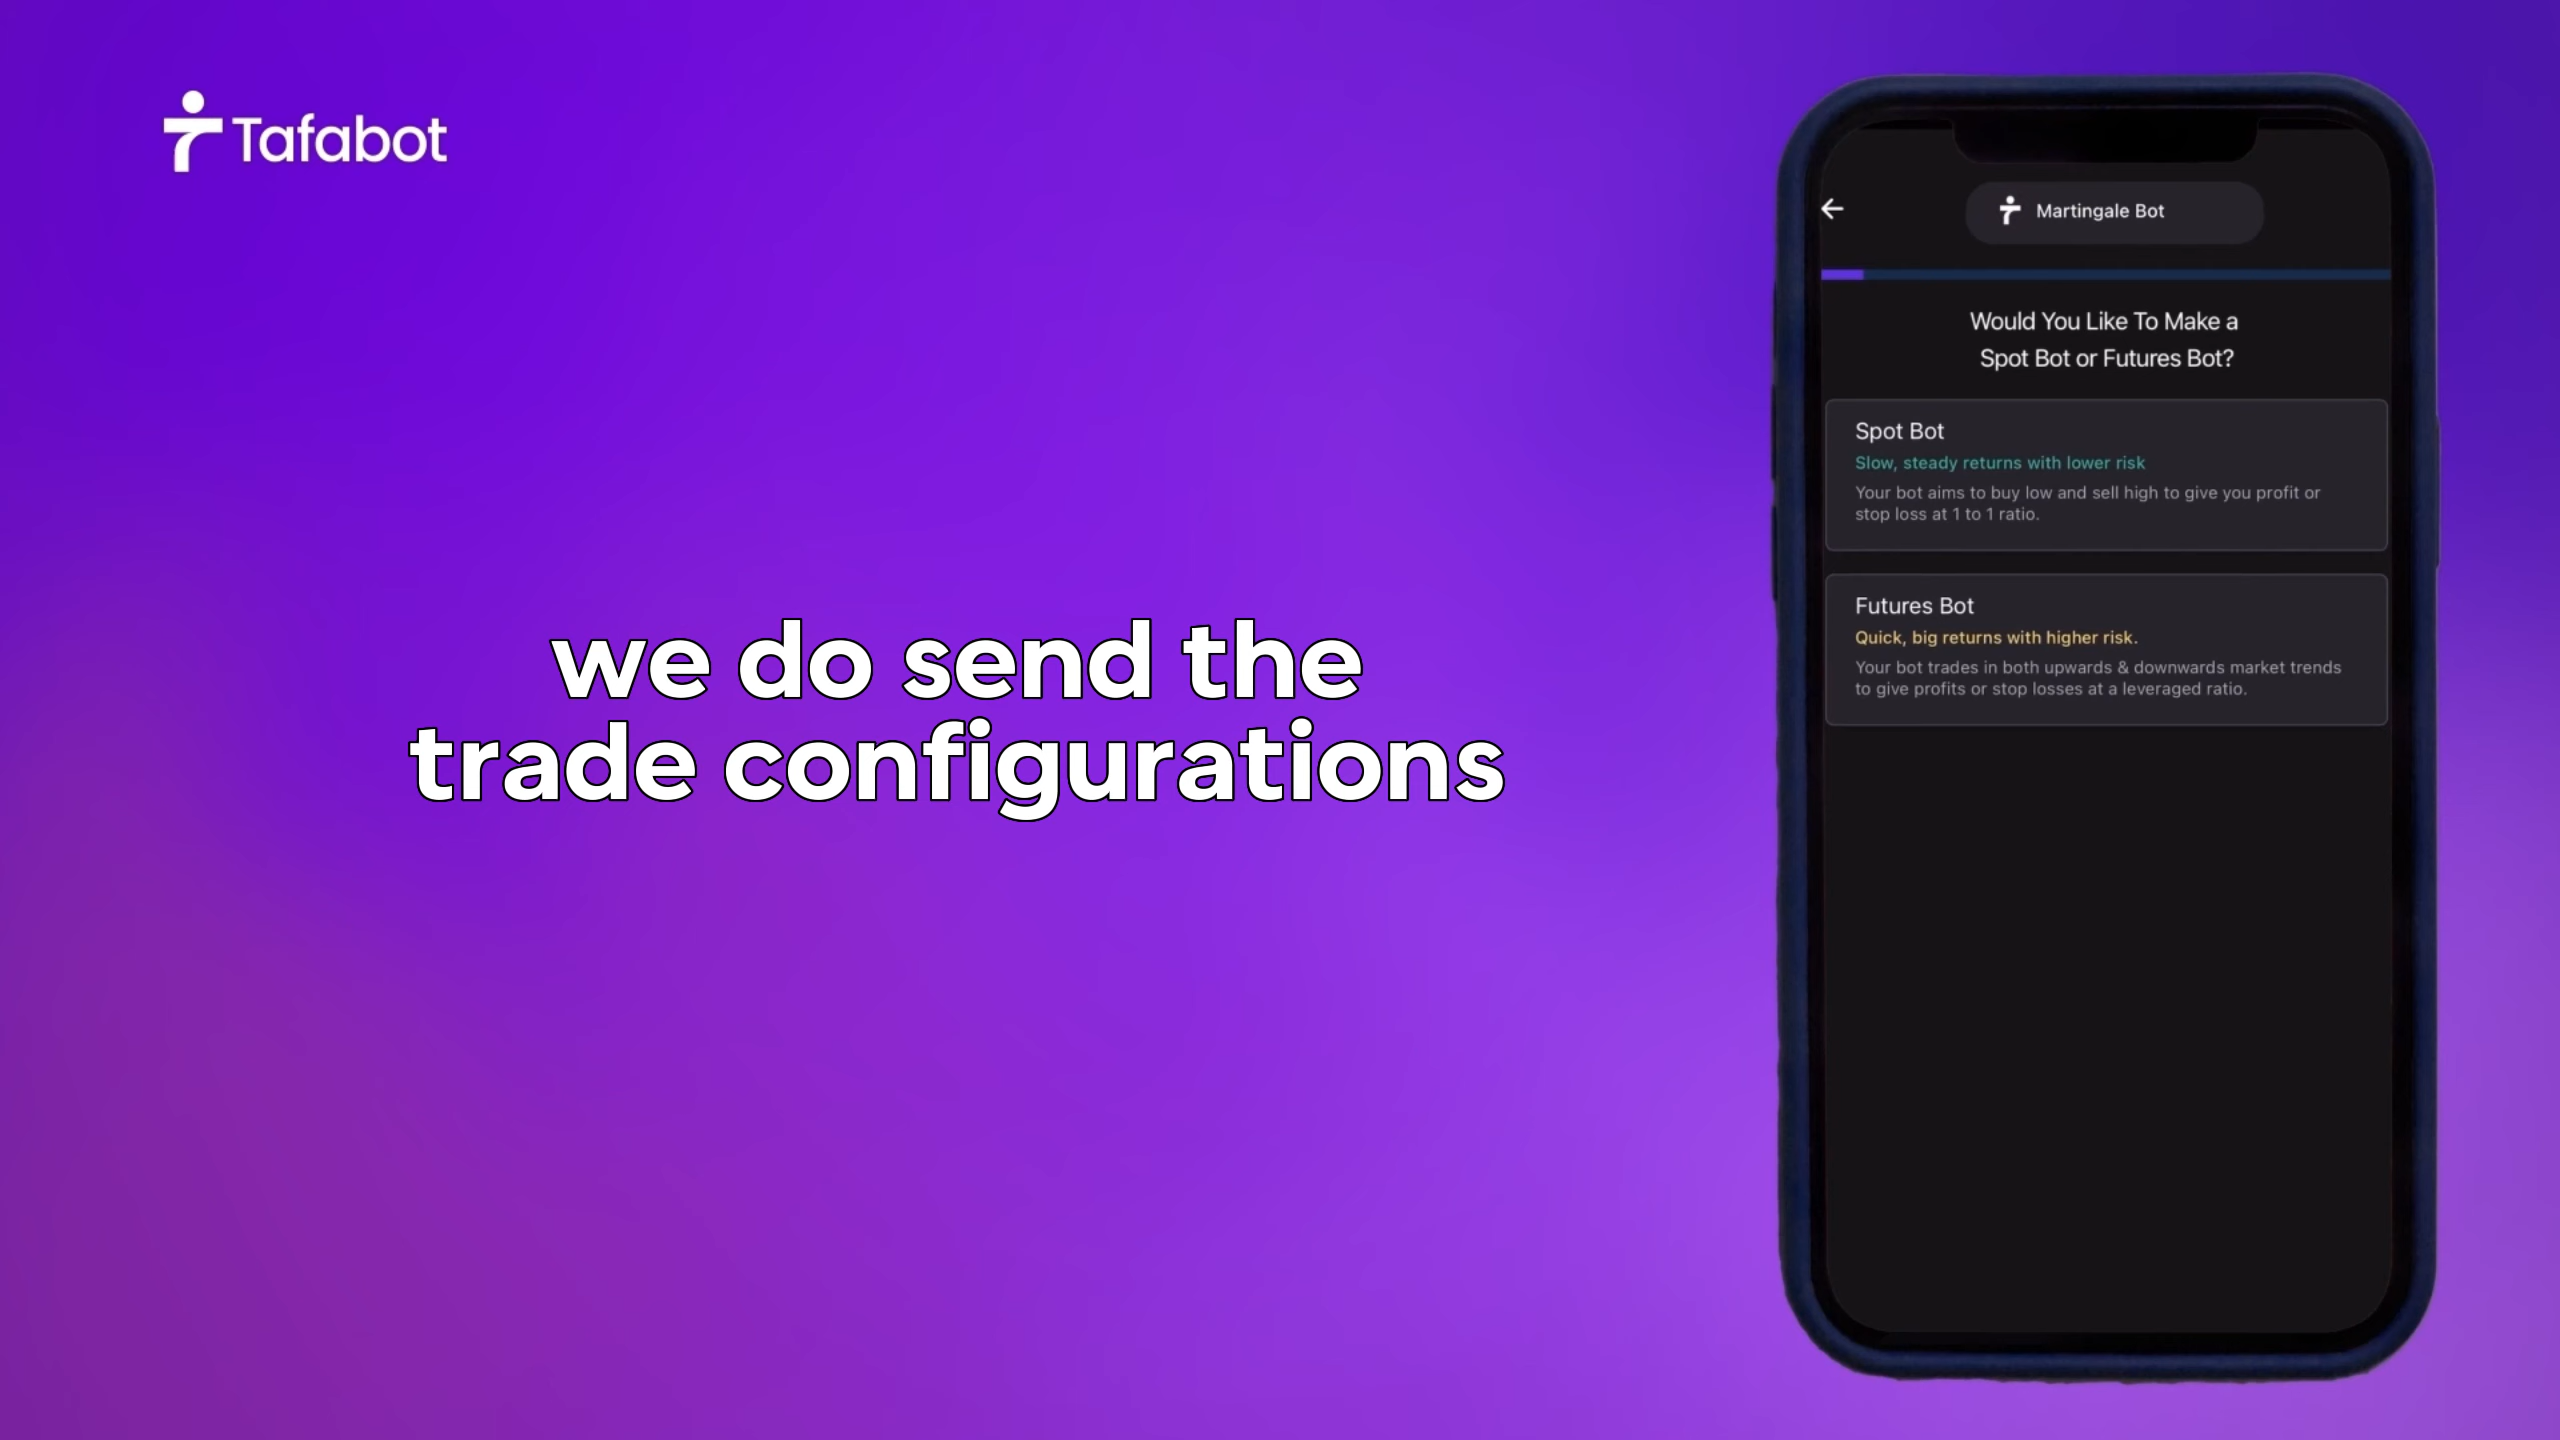 Tafabot
we do send the
trade configurations
Martingale Bot
Would You Like To Make a
Spot Bot or Futures Bot?
Spot Bot
Slow, steady returns with lower risk
Your bot aims to buy low and sell high to give you profit or
stop loss at 1 to 1 ratio.
Futures Bot
Quick, big returns with higher risk.
Your bot trades in both upwards & downwards market trends
to give profits or stop losses at a leveraged ratio.